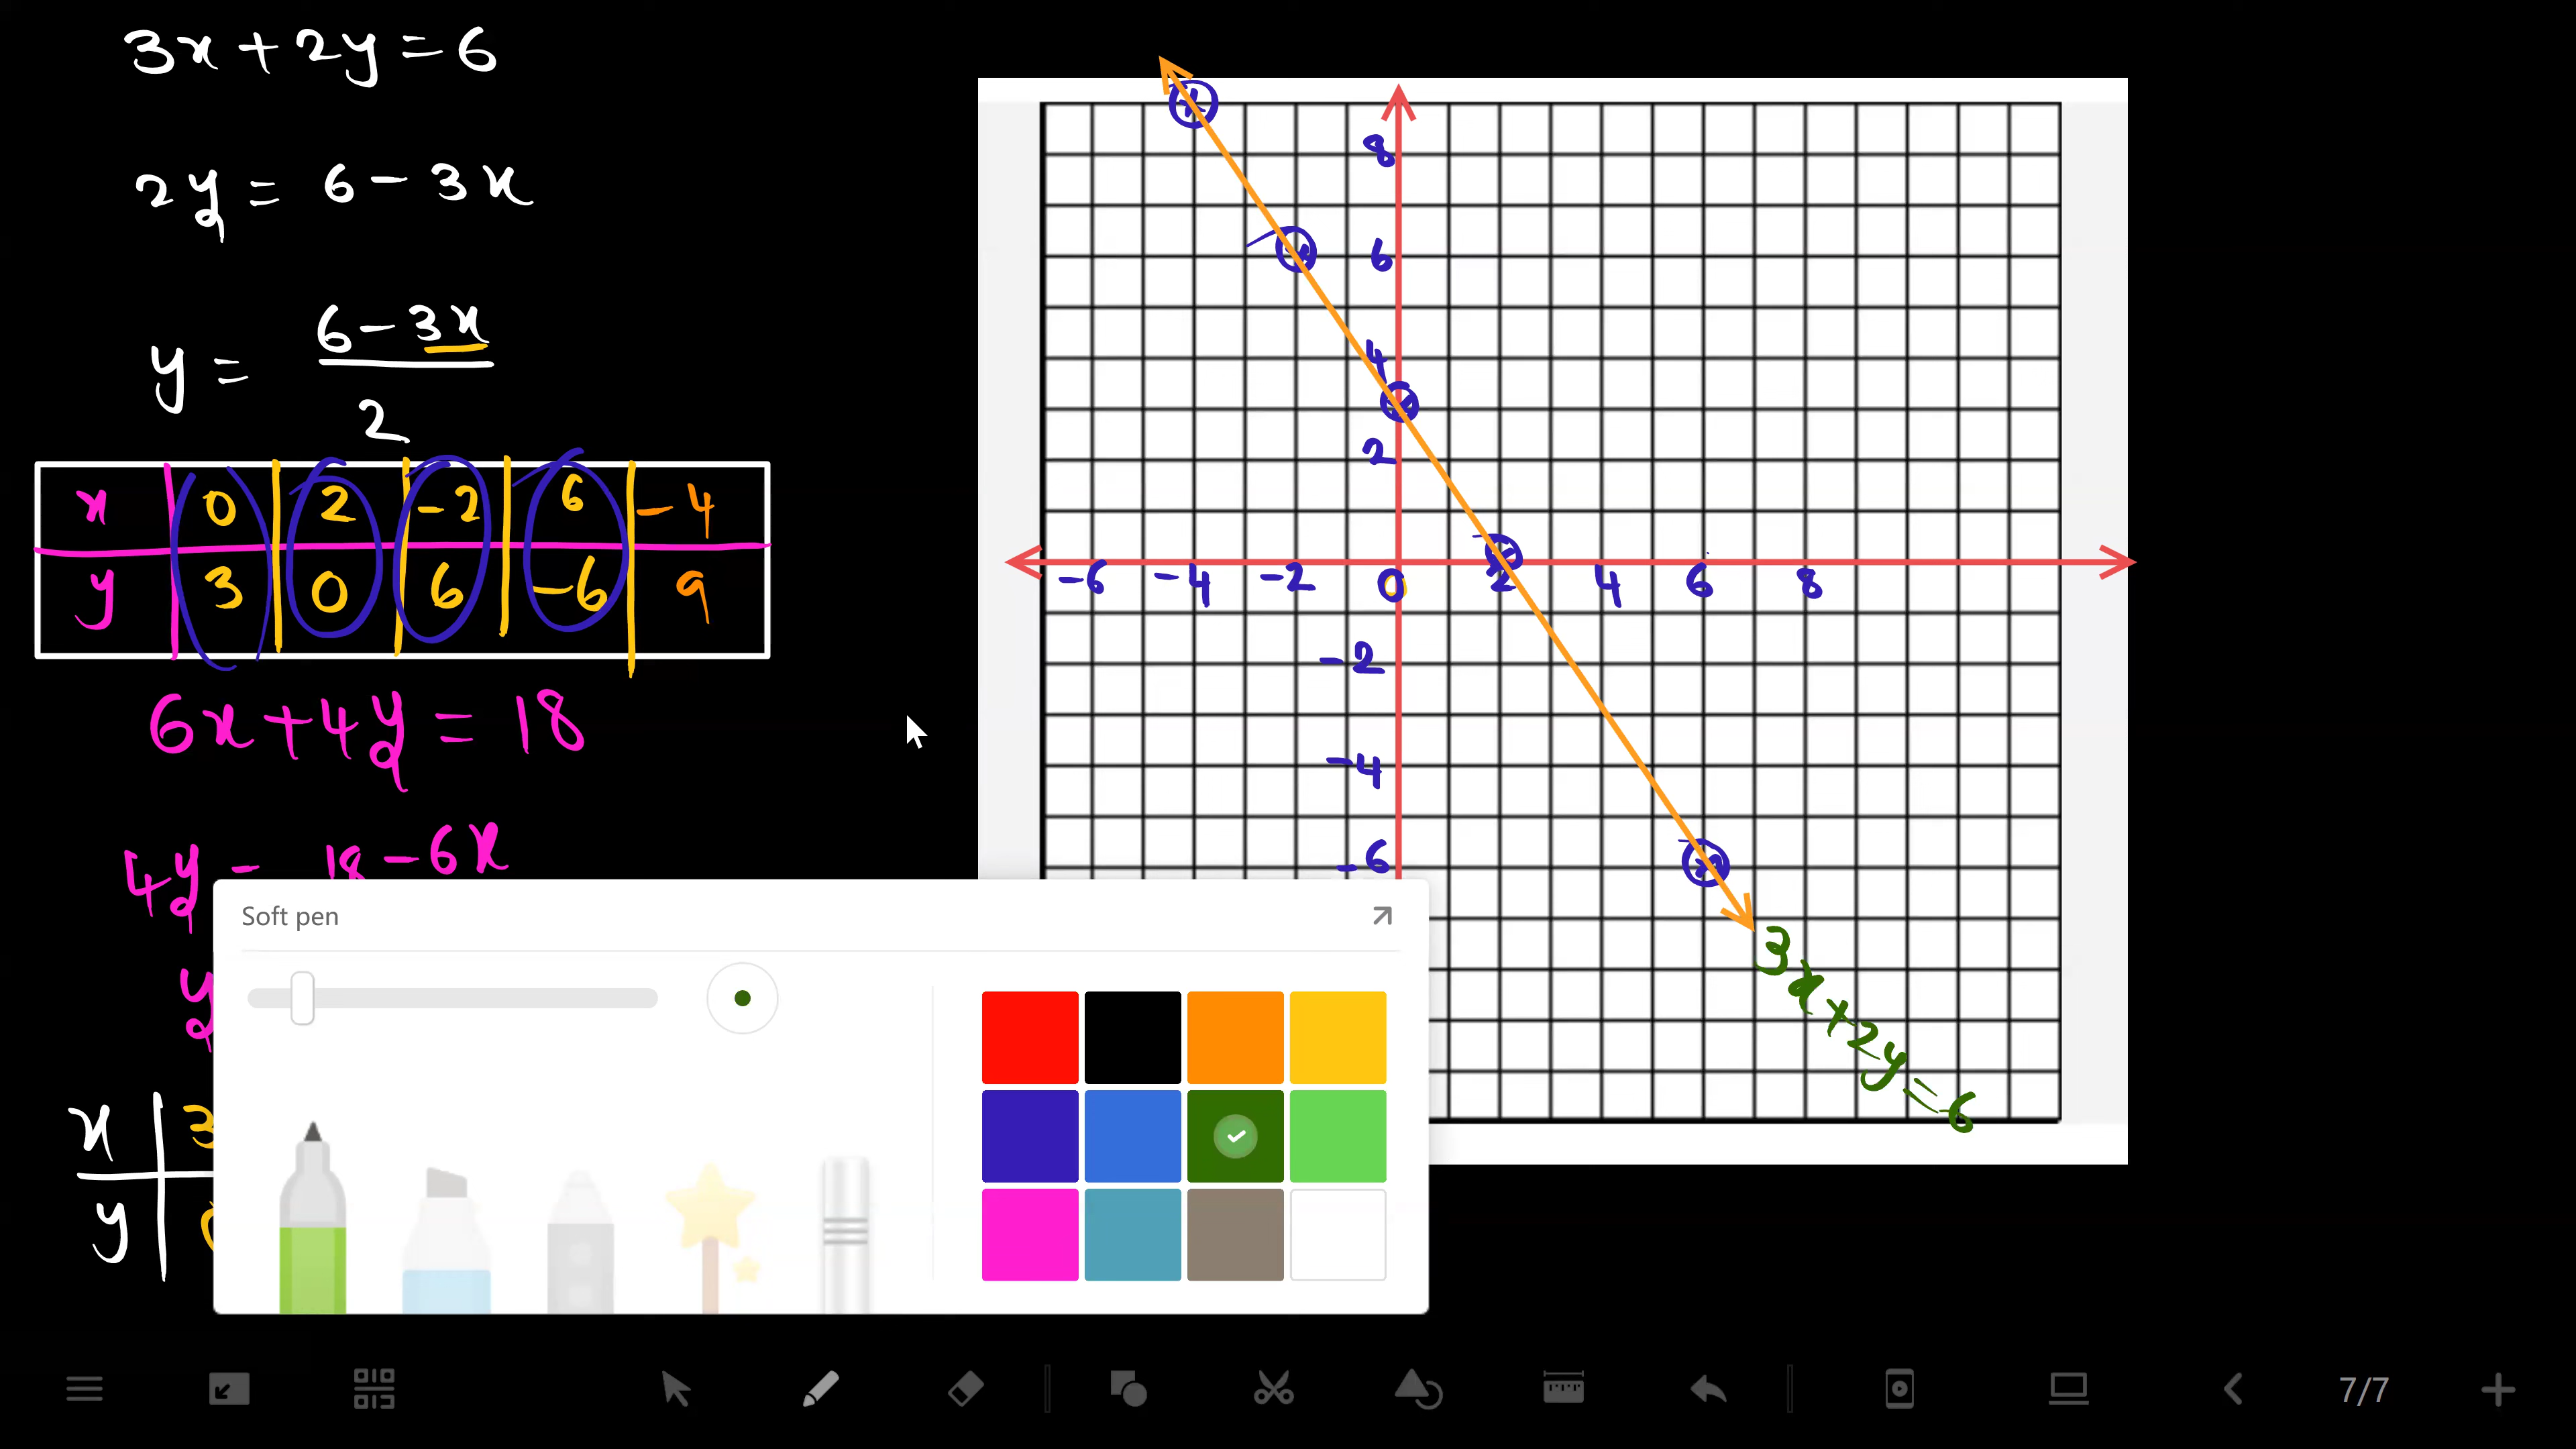 3x+2y=6
2y = 6-3x
y = 6-3x
2
x 0 2 -2 6 -4
y 3 0 6 -6 9
6x+4y=18
4y = 18-6x
y
x 3
y 0
8
6
4
2
-6 -4 -2 0 2 4 6 8
-2
-4
-6
3x+2y=6
Soft pen
7/7